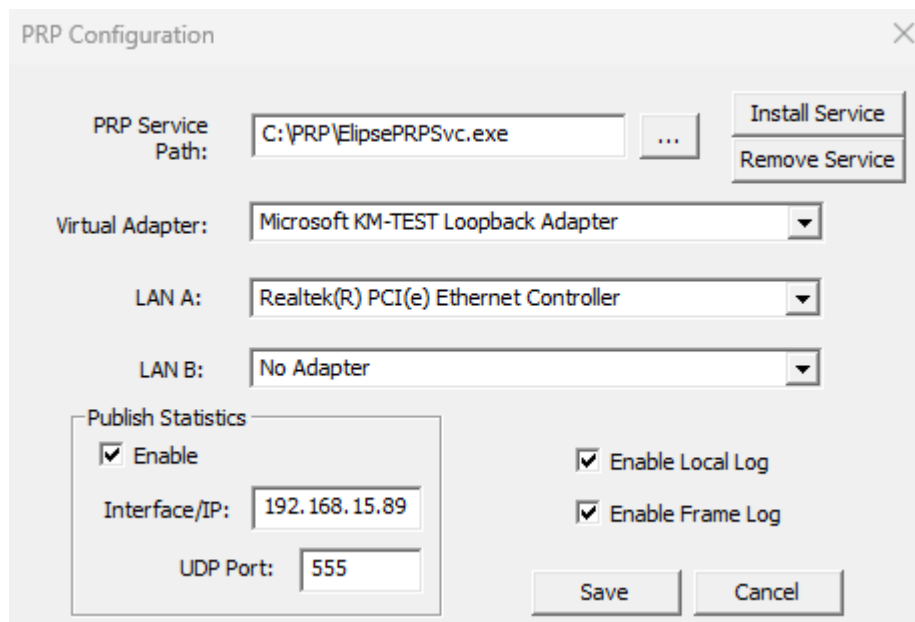 PRP Configuration
PRP Service
Path:
C:\PRP\ElipsePRPSvc.exe
...
Install Service
Remove Service
Virtual Adapter:
Microsoft KM-TEST Loopback Adapter
LAN A:
Realtek(R) PCI(e) Ethernet Controller
LAN B:
No Adapter
Publish Statistics
Enable
Interface/IP:
192.168.15.89
UDP Port:
555
Enable Local Log
Enable Frame Log
Save
Cancel